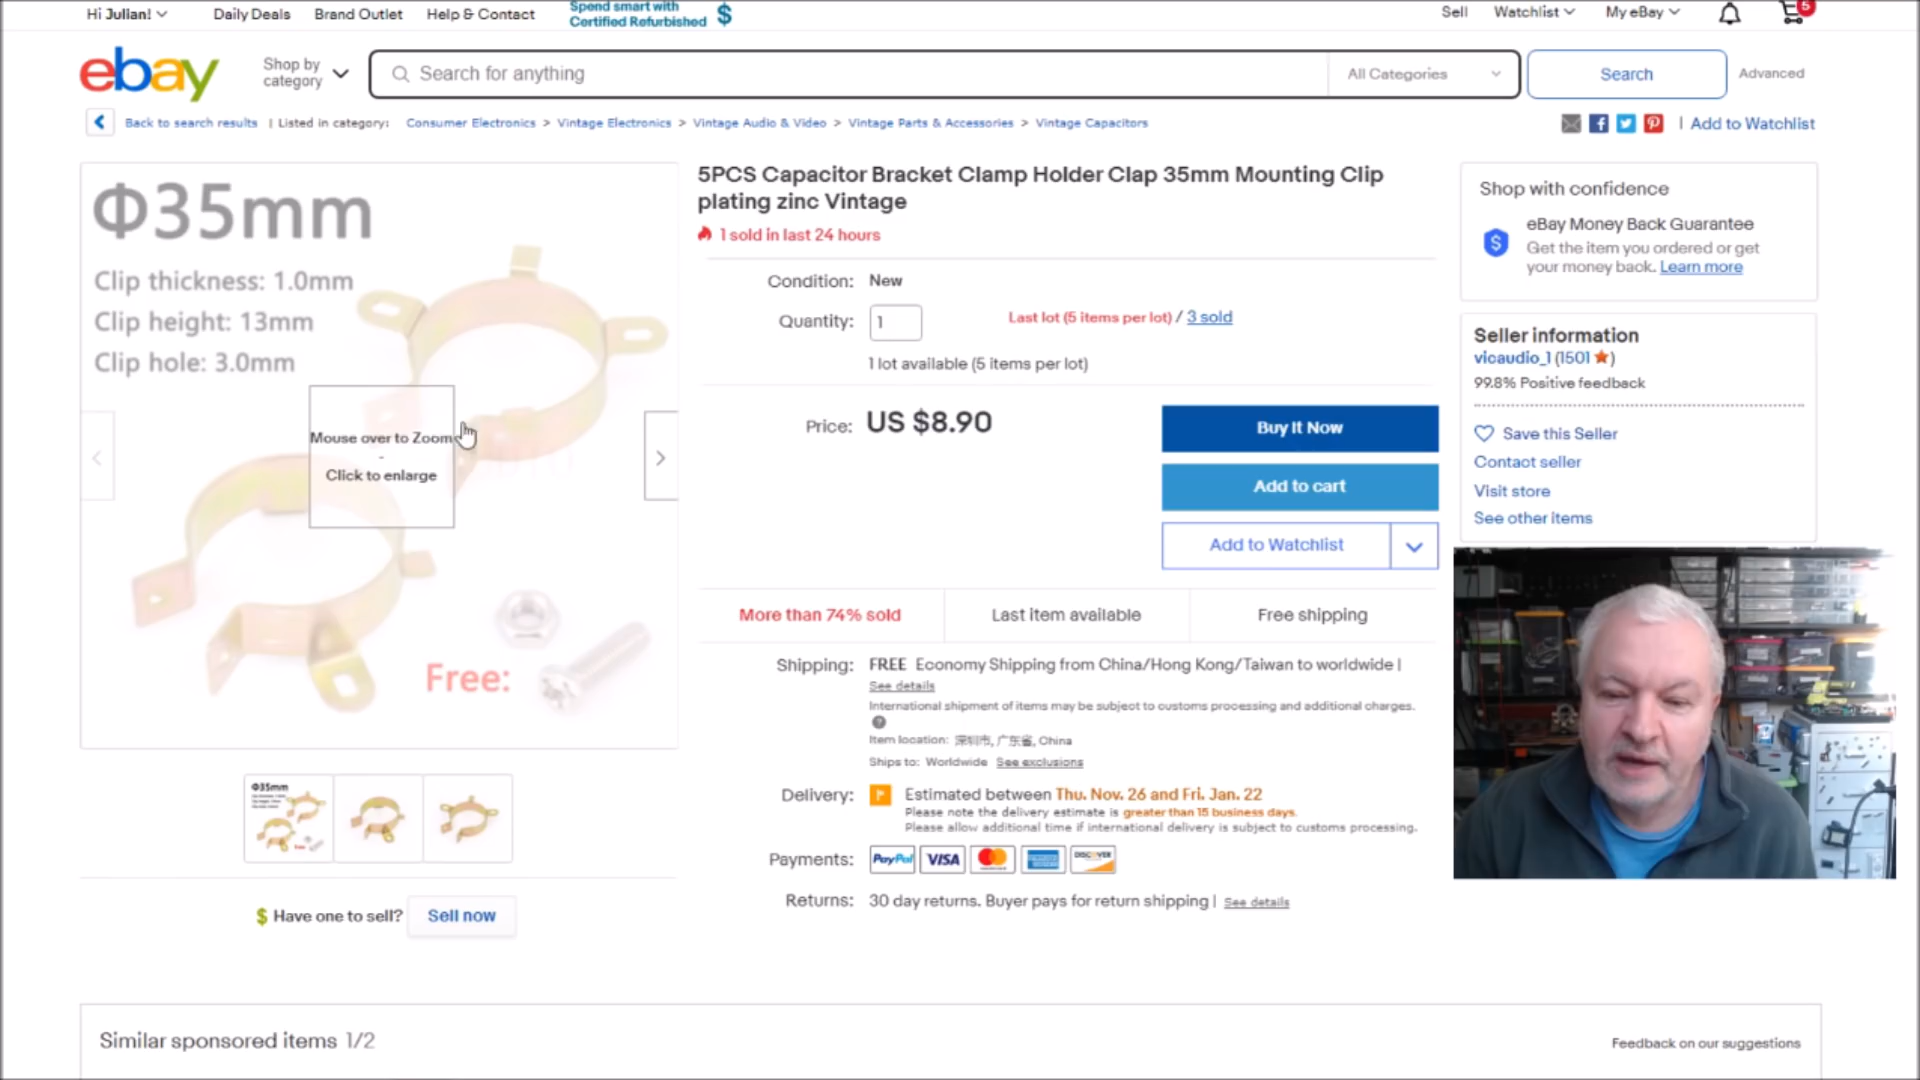 Hi Julian!
Daily Deals
Brand Outlet
Help & Contact
Spend smart with
Certified Refurbished
Sell
Watchlist
My eBay
5
ebay
Shop by
category
Search for anything
All Categories
Search
Advanced
Back to search results | Listed in category: Consumer Electronics > Vintage Electronics > Vintage Audio & Video > Vintage Parts & Accessories > Vintage Capacitors
| Add to Watchlist
Φ35mm
Clip thickness: 1.0mm
Clip height: 13mm
Clip hole: 3.0mm
Mouse over to Zoom
-
Click to enlarge
Free:
Φ35mm
Have one to sell? Sell now
5PCS Capacitor Bracket Clamp Holder Clap 35mm Mounting Clip
plating zinc Vintage
1 sold in last 24 hours
Condition: New
Quantity: 1
Last lot (5 items per lot) / 3 sold
1 lot available (5 items per lot)
Price: US $8.90
Buy It Now
Add to cart
Add to Watchlist
More than 74% sold
Last item available
Free shipping
Shipping: FREE Economy Shipping from China/Hong Kong/Taiwan to worldwide |
See details
International shipment of items may be subject to customs processing and additional charges.
Item location: 深圳市, 广东省, China
Ships to: Worldwide See exclusions
Delivery: Estimated between Thu. Nov. 26 and Fri. Jan. 22
Please note the delivery estimate is greater than 15 business days.
Please allow additional time if international delivery is subject to customs processing.
Payments: PayPal VISA DISCOVER
Returns: 30 day returns. Buyer pays for return shipping | See details
Shop with confidence
eBay Money Back Guarantee
Get the item you ordered or get
your money back. Learn more
Seller information
vicaudio_1 (1501 )
99.8% Positive feedback
Save this Seller
Contact seller
Visit store
See other items
Similar sponsored items 1/2
Feedback on our suggestions